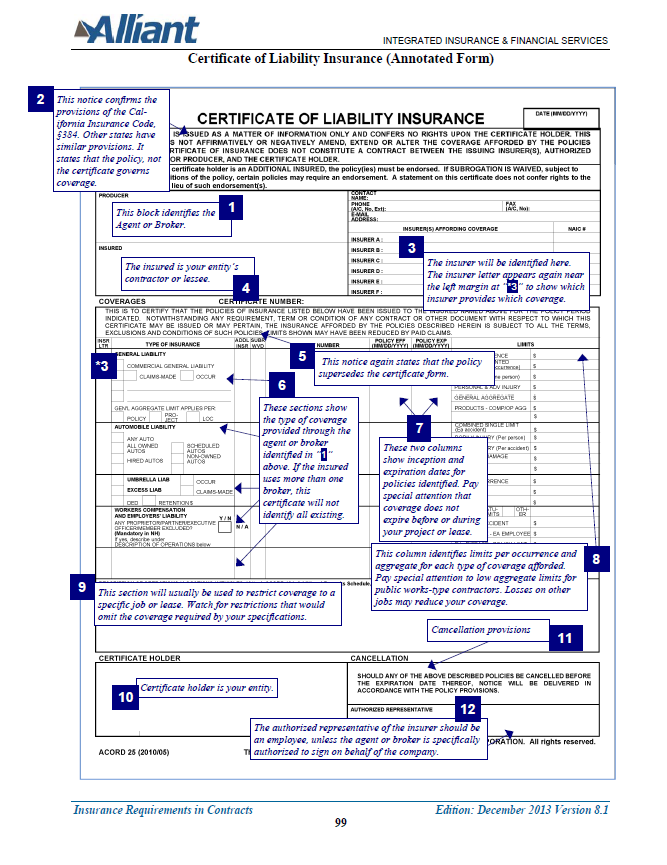 Alliant
INTEGRATED INSURANCE & FINANCIAL SERVICES
Certificate of Liability Insurance (Annotated Form)
2
This notice confirms the
provisions of the Cal-
ifornia Insurance Code,
§384. Other states have
similar provisions. It
states that the policy, not
the certificate governs
coverage.
CERTIFICATE OF LIABILITY INSURANCE
DATE (MM/DD/YYYY)
IS ISSUED AS A MATTER OF INFORMATION ONLY AND CONFERS NO RIGHTS UPON THE CERTIFICATE HOLDER. THIS
S NOT AFFIRMATIVELY OR NEGATIVELY AMEND, EXTEND OR ALTER THE COVERAGE AFFORDED BY THE POLICIES
RTIFICATE OF INSURANCE DOES NOT CONSTITUTE A CONTRACT BETWEEN THE ISSUING INSURER(S), AUTHORIZED
OR PRODUCER, AND THE CERTIFICATE HOLDER.
certificate holder is an ADDITIONAL INSURED, the policy(ies) must be endorsed. If SUBROGATION IS WAIVED, subject to
itions of the policy, certain policies may require an endorsement. A statement on this certificate does not confer rights to the
lieu of such endorsement(s).
PRODUCER
1
This block identifies the
Agent or Broker.
CONTACT
NAME:
PHONE
(A/C, No, Ext):
FAX
(A/C, No):
E-MAIL
ADDRESS:
INSURER(S) AFFORDING COVERAGE
NAIC #
INSURER A :
INSURED
INSURER B :
INSURER C :
INSURER D :
INSURER E :
INSURER F :
3
The insurer will be identified here.
The insurer letter appears again near
the left margin at "*3" to show which
insurer provides which coverage.
The insured is your entity's
contractor or lessee.
4
COVERAGES
CERTIFICATE NUMBER:
THIS IS TO CERTIFY THAT THE POLICIES OF INSURANCE LISTED BELOW HAVE BEEN ISSUED TO THE INSURED NAMED ABOVE FOR THE POLICY PERIOD
INDICATED. NOTWITHSTANDING ANY REQUIREMENT, TERM OR CONDITION OF ANY CONTRACT OR OTHER DOCUMENT WITH RESPECT TO WHICH THIS
CERTIFICATE MAY BE ISSUED OR MAY PERTAIN, THE INSURANCE AFFORDED BY THE POLICIES DESCRIBED HEREIN IS SUBJECT TO ALL THE TERMS,
EXCLUSIONS AND CONDITIONS OF SUCH POLICIES. LIMITS SHOWN MAY HAVE BEEN REDUCED BY PAID CLAIMS.
INSR
LTR
TYPE OF INSURANCE
ADDL SUBR
INSR WVD
NUMBER
POLICY EFF
(MM/DD/YYYY)
POLICY EXP
(MM/DD/YYYY)
LIMITS
5
This notice again states that the policy
supersedes the certificate form.
*3
GENERAL LIABILITY
COMMERCIAL GENERAL LIABILITY
CLAIMS-MADE
OCCUR
GEN'L AGGREGATE LIMIT APPLIES PER:
POLICY
PRO-
JECT
LOC
RENCE $
NTED
occurrence) $
ne person) $
PERSONAL & ADV INJURY $
GENERAL AGGREGATE $
PRODUCTS - COMP/OP AGG $
$
6
These sections show
the type of coverage
provided through the
agent or broker
identified in "1"
above. If the insured
uses more than one
broker, this
certificate will not
identify all existing.
7
These two columns
show inception and
expiration dates for
policies identified. Pay
special attention that
coverage does not
expire before or during
your project or lease.
AUTOMOBILE LIABILITY
ANY AUTO
ALL OWNED
AUTOS
HIRED AUTOS
SCHEDULED
AUTOS
NON-OWNED
AUTOS
COMBINED SINGLE LIMIT
(Ea accident) $
BODILY INJURY (Per person) $
RY (Per accident) $
AMAGE $
$
UMBRELLA LIAB
EXCESS LIAB
OCCUR
CLAIMS-MADE
DED
RETENTION $
RRENCE $
$
$
WORKERS COMPENSATION
AND EMPLOYERS' LIABILITY
Y / N
ANY PROPRIETOR/PARTNER/EXECUTIVE
OFFICER/MEMBER EXCLUDED?
(Mandatory in NH)
If yes, describe under
DESCRIPTION OF OPERATIONS below
N / A
TU-
MITS
OTH-
ER
CIDENT $
- EA EMPLOYEE $
8
This column identifies limits per occurrence and
aggregate for each type of coverage afforded.
Pay special attention to low aggregate limits for
public works-type contractors. Losses on other
jobs may reduce your coverage.
s Schedule,
9
This section will usually be used to restrict coverage to a
specific job or lease. Watch for restrictions that would
omit the coverage required by your specifications.
Cancellation provisions
11
CERTIFICATE HOLDER
CANCELLATION
10
Certificate holder is your entity.
SHOULD ANY OF THE ABOVE DESCRIBED POLICIES BE CANCELLED BEFORE
THE EXPIRATION DATE THEREOF, NOTICE WILL BE DELIVERED IN
ACCORDANCE WITH THE POLICY PROVISIONS.
AUTHORIZED REPRESENTATIVE
12
The authorized representative of the insurer should be
an employee, unless the agent or broker is specifically
authorized to sign on behalf of the company.
ORPORATION. All rights reserved.
ACORD 25 (2010/05)
Insurance Requirements in Contracts
Edition: December 2013 Version 8.1
99